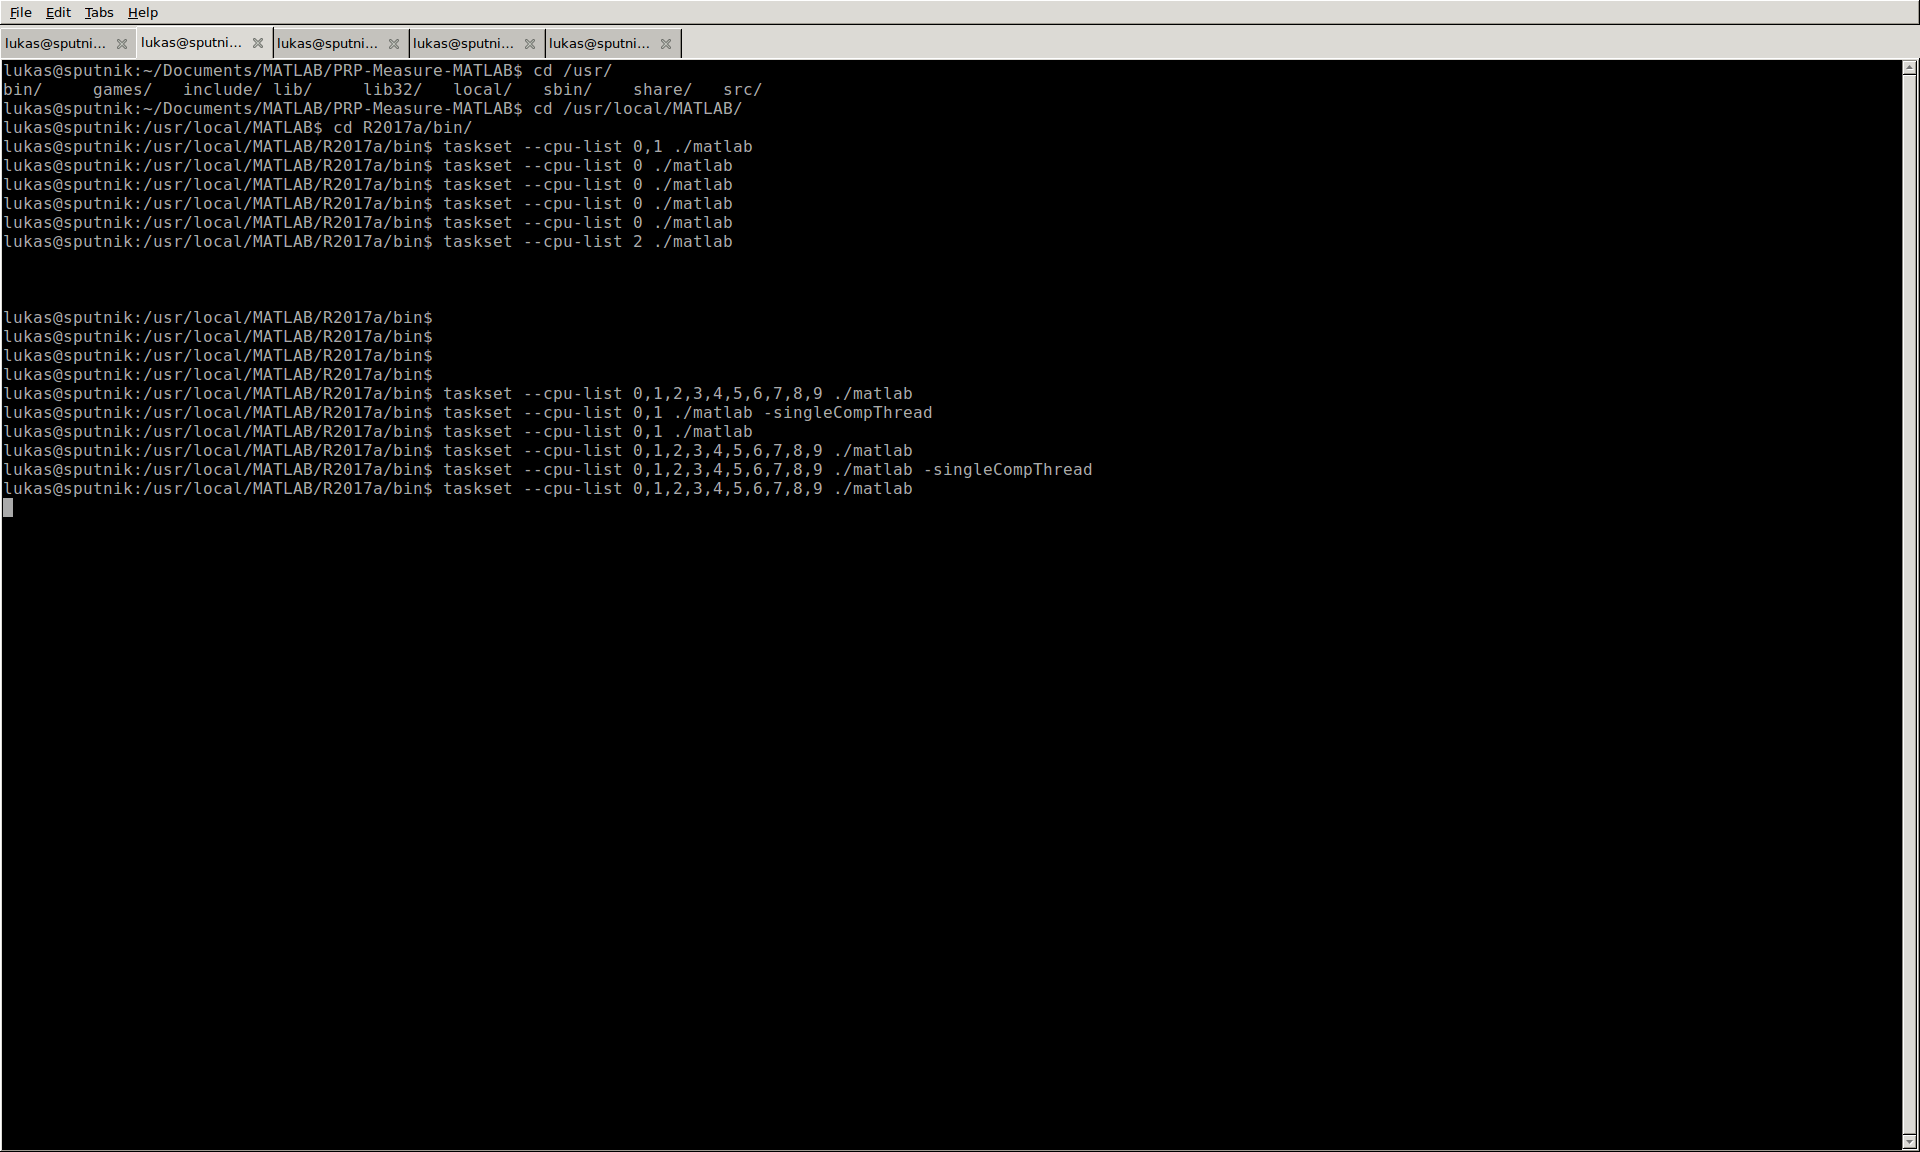 File Edit Tabs Help
lukas@sputni... lukas@sputni... lukas@sputni... lukas@sputni... lukas@sputni...
lukas@sputnik:~/Documents/MATLAB/PRP-Measure-MATLAB$ cd /usr/
bin/ games/ include/ lib/ lib32/ local/ sbin/ share/ src/
lukas@sputnik:~/Documents/MATLAB/PRP-Measure-MATLAB$ cd /usr/local/MATLAB/
lukas@sputnik:/usr/local/MATLAB$ cd R2017a/bin/
lukas@sputnik:/usr/local/MATLAB/R2017a/bin$ taskset --cpu-list 0,1 ./matlab
lukas@sputnik:/usr/local/MATLAB/R2017a/bin$ taskset --cpu-list 0 ./matlab
lukas@sputnik:/usr/local/MATLAB/R2017a/bin$ taskset --cpu-list 0 ./matlab
lukas@sputnik:/usr/local/MATLAB/R2017a/bin$ taskset --cpu-list 0 ./matlab
lukas@sputnik:/usr/local/MATLAB/R2017a/bin$ taskset --cpu-list 0 ./matlab
lukas@sputnik:/usr/local/MATLAB/R2017a/bin$ taskset --cpu-list 2 ./matlab
lukas@sputnik:/usr/local/MATLAB/R2017a/bin$
lukas@sputnik:/usr/local/MATLAB/R2017a/bin$
lukas@sputnik:/usr/local/MATLAB/R2017a/bin$
lukas@sputnik:/usr/local/MATLAB/R2017a/bin$
lukas@sputnik:/usr/local/MATLAB/R2017a/bin$ taskset --cpu-list 0,1,2,3,4,5,6,7,8,9 ./matlab
lukas@sputnik:/usr/local/MATLAB/R2017a/bin$ taskset --cpu-list 0,1 ./matlab -singleCompThread
lukas@sputnik:/usr/local/MATLAB/R2017a/bin$ taskset --cpu-list 0,1 ./matlab
lukas@sputnik:/usr/local/MATLAB/R2017a/bin$ taskset --cpu-list 0,1,2,3,4,5,6,7,8,9 ./matlab
lukas@sputnik:/usr/local/MATLAB/R2017a/bin$ taskset --cpu-list 0,1,2,3,4,5,6,7,8,9 ./matlab -singleCompThread
lukas@sputnik:/usr/local/MATLAB/R2017a/bin$ taskset --cpu-list 0,1,2,3,4,5,6,7,8,9 ./matlab